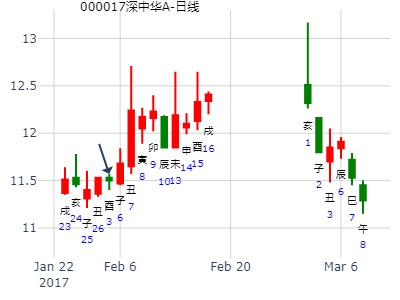 000017深中华A-日线
13
12.5
12
11.5
11
戌
23
亥
24
子
25
丑
26
酉
3
子
6
丑
7
寅
8
卯
9
辰
10
未
13
申
14
酉
15
戌
16
亥
1
子
2
丑
3
辰
6
巳
7
午
8
Jan 22
2017
Feb 6
Feb 20
Mar 6